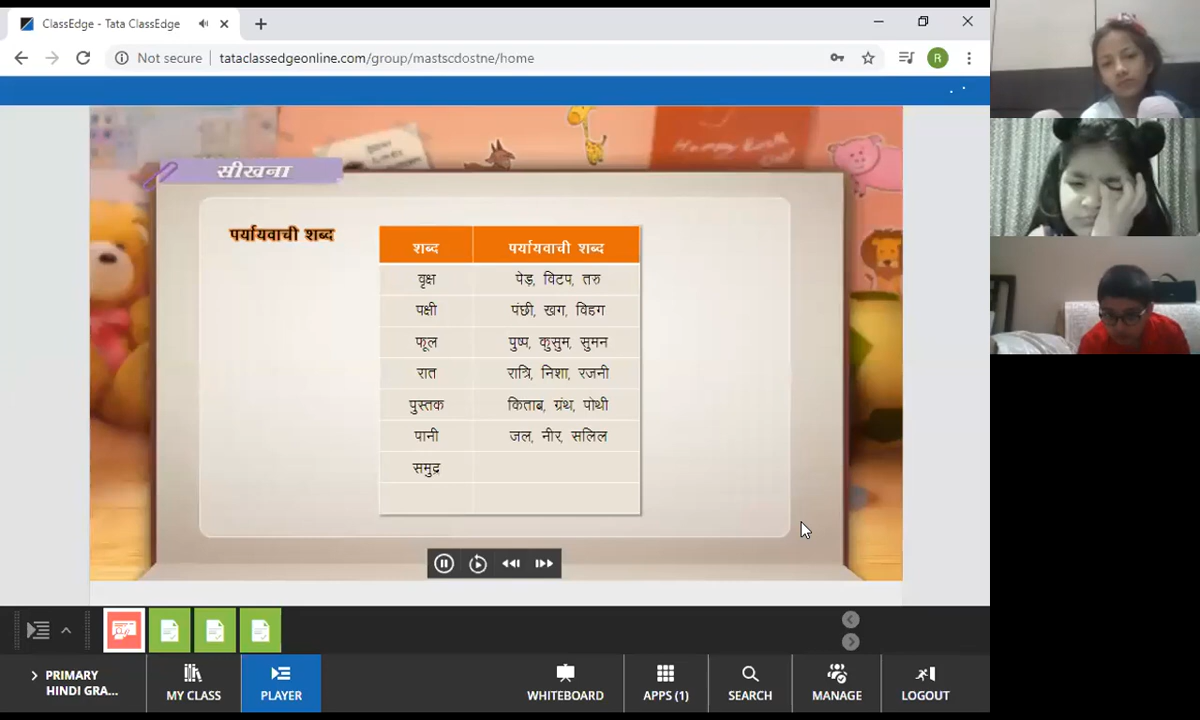 ClassEdge - Tata ClassEdge
Not secure | tataclassedgeonline.com/group/mastscdostne/home
R
सीखना
पर्यायवाची शब्द
शब्द पर्यायवाची शब्द
वृक्ष पेड़, विटप, तरु
पक्षी पंछी, खग, विहग
फूल पुष्प, कुसुम, सुमन
रात रात्रि, निशा, रजनी
पुस्तक किताब, ग्रंथ, पोथी
पानी जल, नीर, सलिल
समुद्र
PRIMARY
HINDI GRA...
MY CLASS
PLAYER
WHITEBOARD
APPS (1)
SEARCH
MANAGE
LOGOUT